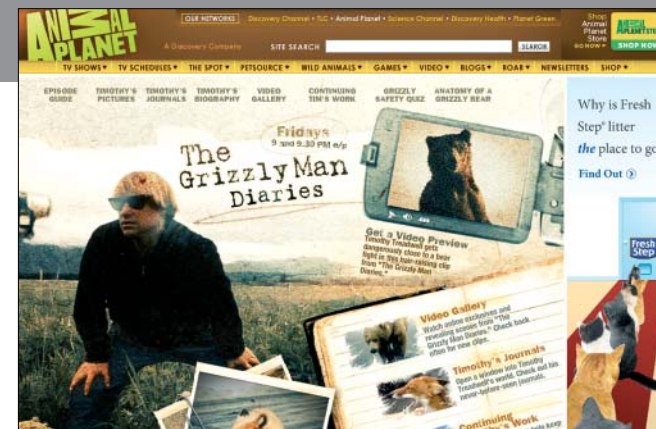 ANIMAL
PLANET
OUR NETWORKS Discovery Channel • TLC • Animal Planet • Science Channel • Discovery Health • Planet Green
A Discovery Company
SITE SEARCH
SEARCH
Shop
Animal
Planet
Store
GO NOW
SHOP NOW
TV SHOWS TV SCHEDULES THE SPOT PETSOURCE WILD ANIMALS GAMES VIDEO BLOGS ROAR NEWSLETTERS SHOP
EPISODE
GUIDE
TIMOTHY'S
PICTURES
TIMOTHY'S
JOURNALS
TIMOTHY'S
BIOGRAPHY
VIDEO
GALLERY
CONTINUING
TIM'S WORK
GRIZZLY
SAFETY QUIZ
ANATOMY OF A
GRIZZLY BEAR
Fridays
9 and 9.30 PM e/p
The
Grizzly Man
Diaries
Get a Video Preview
Timothy Treadwell gets
dangerously close to a bear
fight in this hair-raising clip
from "The Grizzly Man
Diaries."
Video Gallery
Watch online exclusives and
revealing scenes from "The
Grizzly Man Diaries." Check back
often for new clips.
Timothy's Journals
Open a window into Timothy
Treadwell's world. Check out his
never-before-seen journals.
Continuing
Work
keep
Why is Fresh
Step® litter
the place to go
Find Out
Fresh
Step